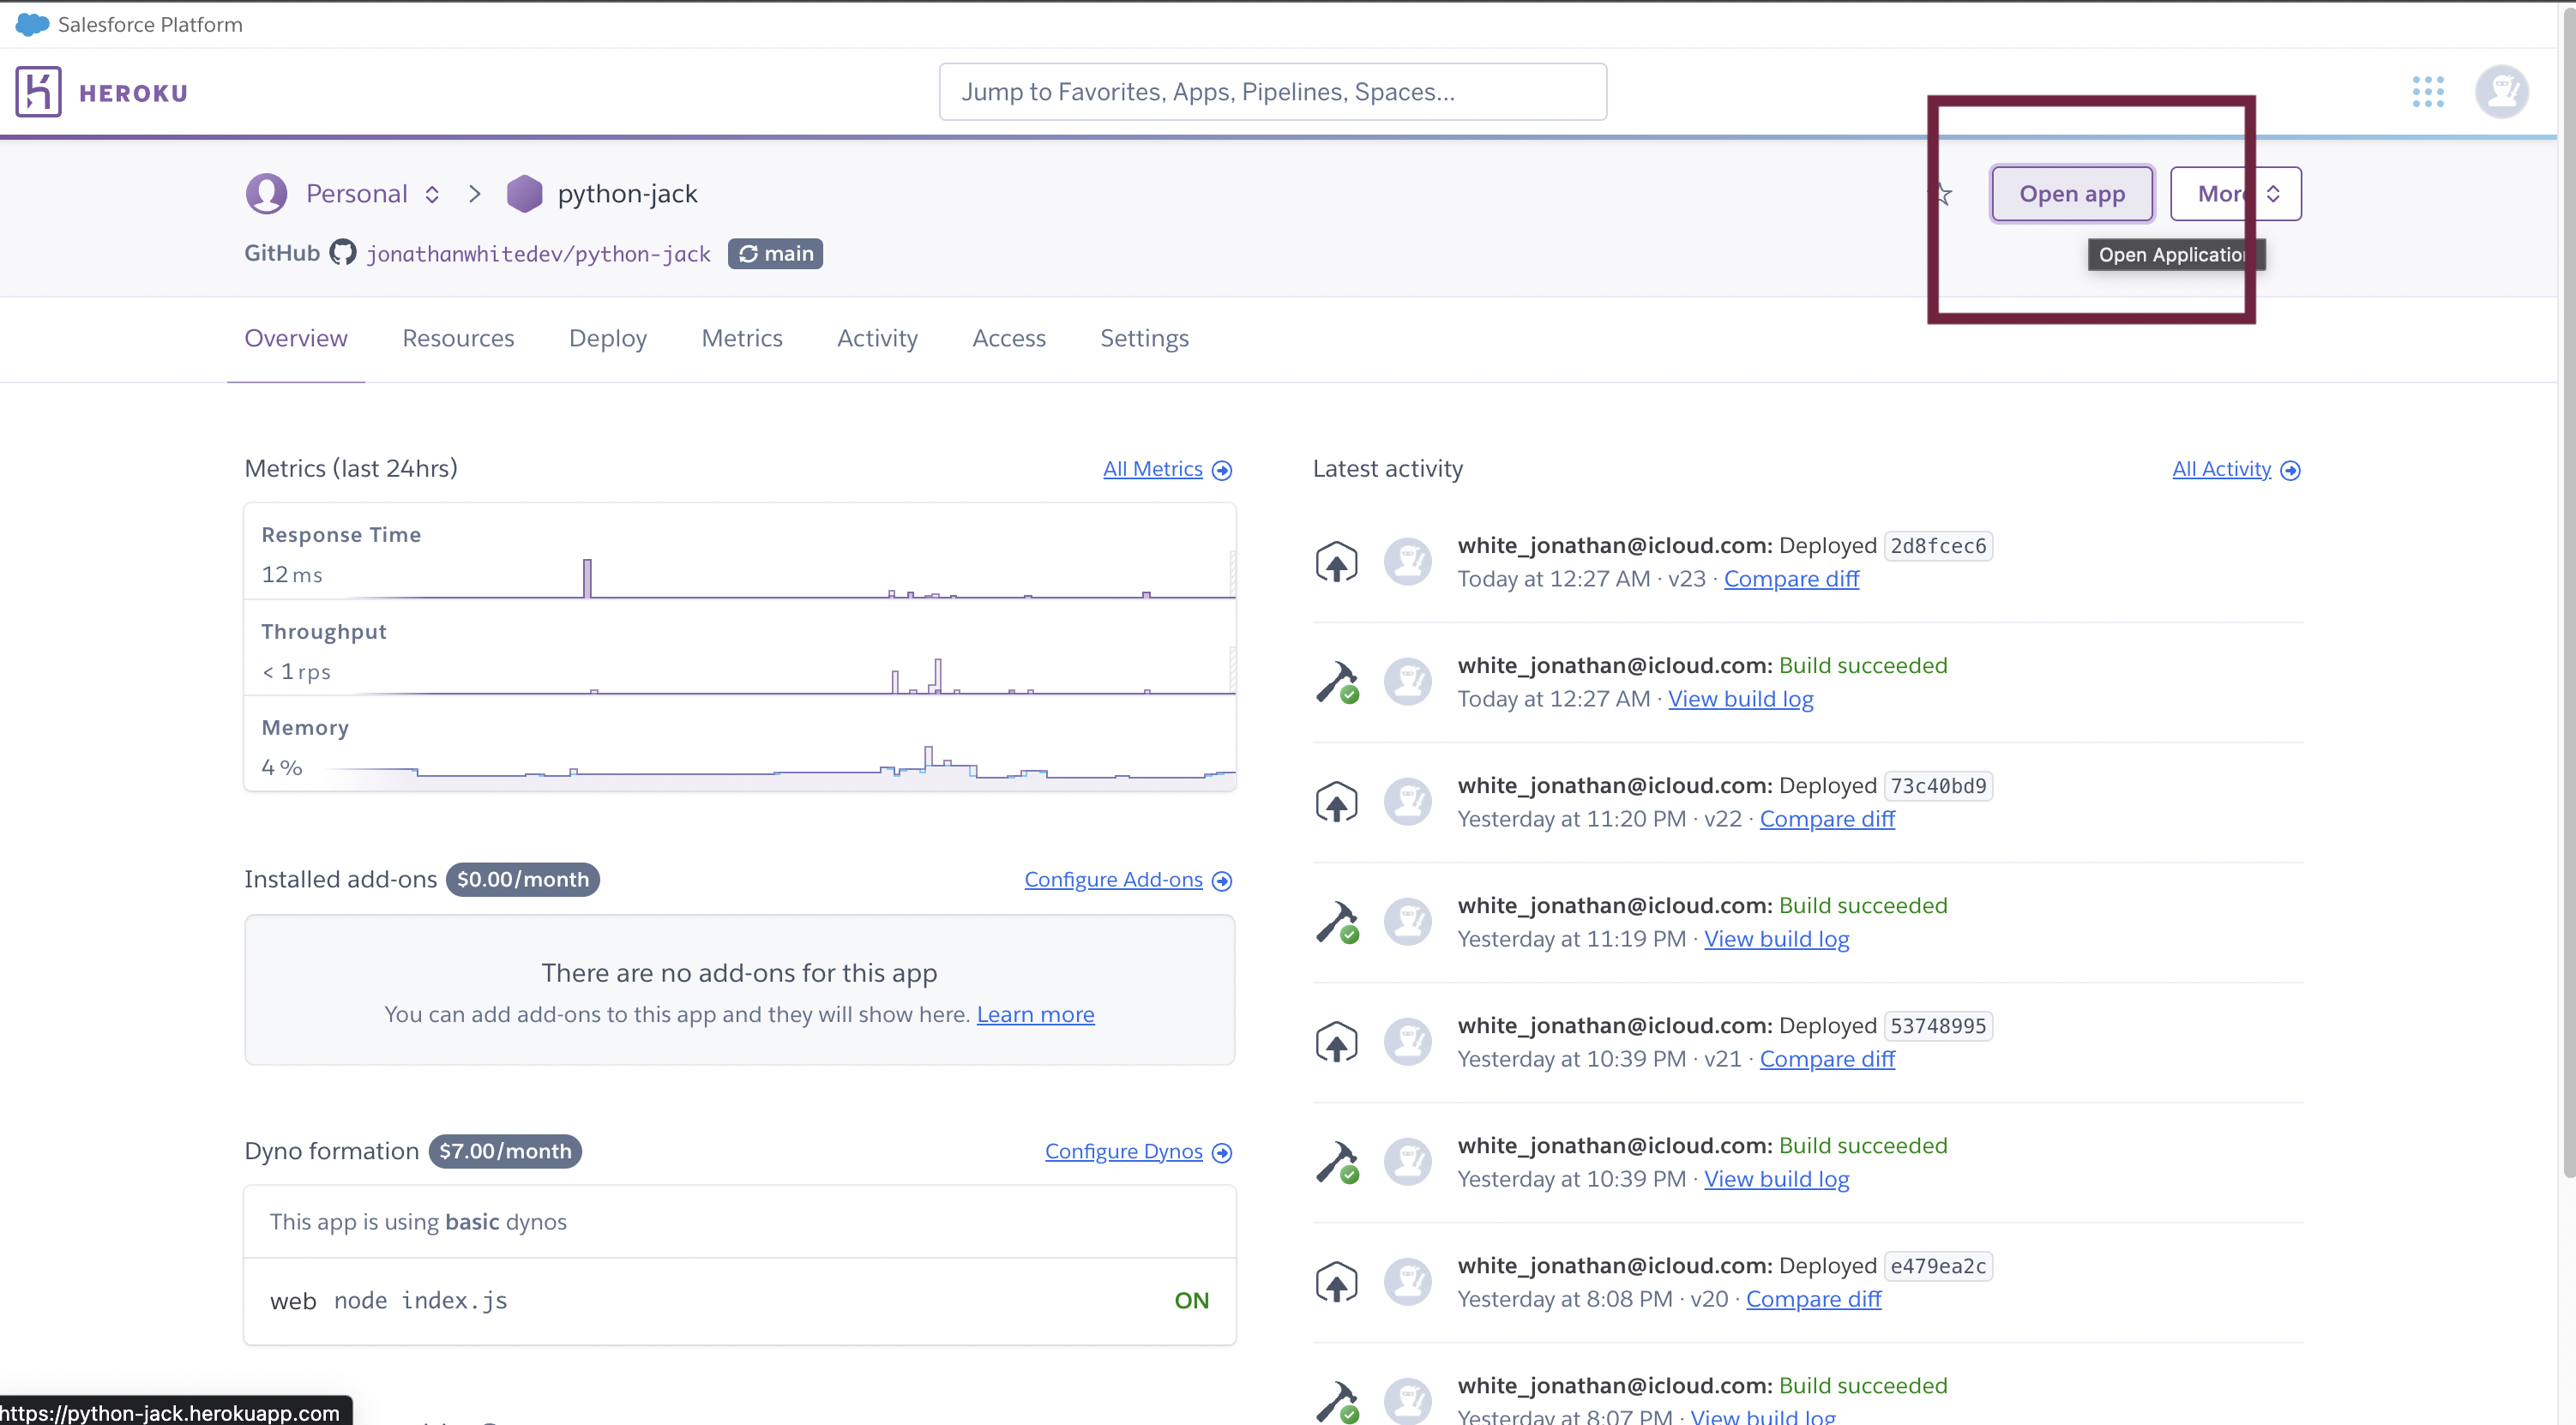 Salesforce Platform
HEROKU
Jump to Favorites, Apps, Pipelines, Spaces...
Personal
python-jack
Open app
More
GitHub
jonathanwhitedev/python-jack
main
Open Application
Overview
Resources
Deploy
Metrics
Activity
Access
Settings
Metrics (last 24hrs)
All Metrics
Response Time
12 ms
Throughput
< 1 rps
Memory
4 %
Installed add-ons
$0.00/month
Configure Add-ons
There are no add-ons for this app
You can add add-ons to this app and they will show here. Learn more
Dyno formation
$7.00/month
Configure Dynos
This app is using basic dynos
web node index.js
ON
Latest activity
All Activity
white_jonathan@icloud.com: Deployed 2d8fcec6
Today at 12:27 AM · v23 · Compare diff
white_jonathan@icloud.com: Build succeeded
Today at 12:27 AM · View build log
white_jonathan@icloud.com: Deployed 73c40bd9
Yesterday at 11:20 PM · v22 · Compare diff
white_jonathan@icloud.com: Build succeeded
Yesterday at 11:19 PM · View build log
white_jonathan@icloud.com: Deployed 53748995
Yesterday at 10:39 PM · v21 · Compare diff
white_jonathan@icloud.com: Build succeeded
Yesterday at 10:39 PM · View build log
white_jonathan@icloud.com: Deployed e479ea2c
Yesterday at 8:08 PM · v20 · Compare diff
white_jonathan@icloud.com: Build succeeded
Yesterday at 8:07 PM · View build log
https://python-jack.herokuapp.com